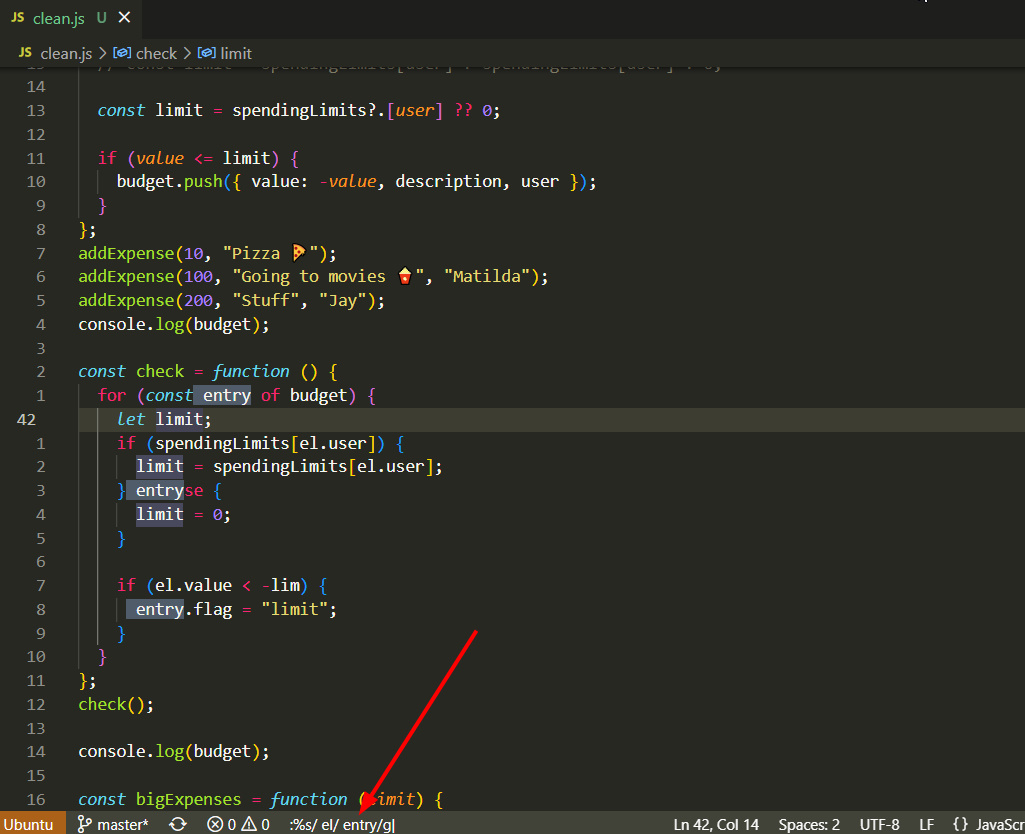 JS clean.js U ✕
JS clean.js > check > limit
14
13 const limit = spendingLimits?.[user] ?? 0;
12
11 if (value <= limit) {
10 budget.push({ value: -value, description, user });
9 }
8 };
7 addExpense(10, "Pizza 🍕");
6 addExpense(100, "Going to movies 🍿", "Matilda");
5 addExpense(200, "Stuff", "Jay");
4 console.log(budget);
3
2 const check = function () {
1 for (const entry of budget) {
42 let limit;
1 if (spendingLimits[el.user]) {
2 limit = spendingLimits[el.user];
3 } entryse {
4 limit = 0;
5 }
6
7 if (el.value < -lim) {
8 entry.flag = "limit";
9 }
10 }
11 };
12 check();
13
14 console.log(budget);
15
16 const bigExpenses = function (limit) {
Ubuntu master* 0 0 :%s/ el/ entry/g| Ln 42, Col 14 Spaces: 2 UTF-8 LF {} JavaScr